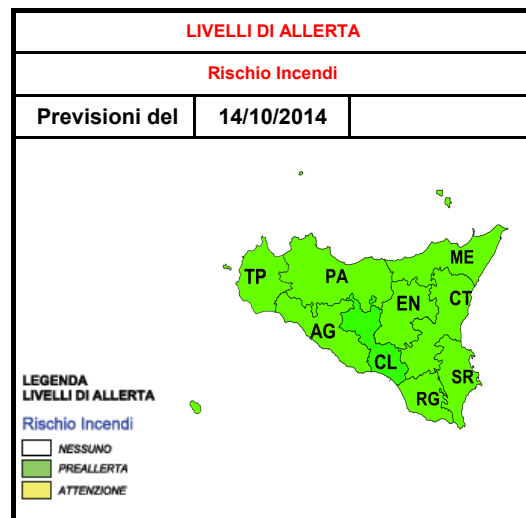 LIVELLI DI ALLERTA
Rischio Incendi
Previsioni del 14/10/2014
ME
TP
PA
EN
CT
AG
CL
SR
RG
LEGENDA
LIVELLI DI ALLERTA
Rischio Incendi
NESSUNO
PREALLERTA
ATTENZIONE